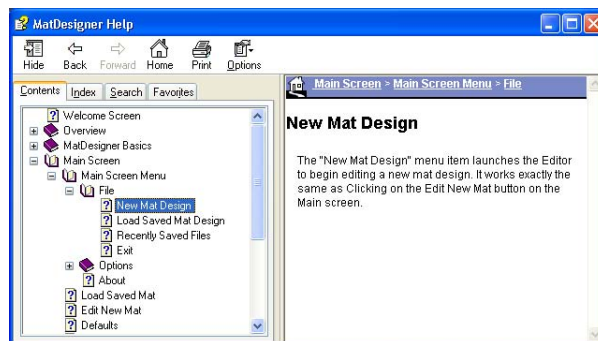 MatDesigner Help
Hide Back Forward Home Print Options
Contents Index Search Favorites
Welcome Screen
Overview
MatDesigner Basics
Main Screen
Main Screen Menu
File
New Mat Design
Load Saved Mat Design
Recently Saved Files
Exit
Options
About
Load Saved Mat
Edit New Mat
Defaults
Main Screen > Main Screen Menu > File
New Mat Design
The "New Mat Design" menu item launches the Editor
to begin editing a new mat design. It works exactly the
same as Clicking on the Edit New Mat button on the
Main screen.